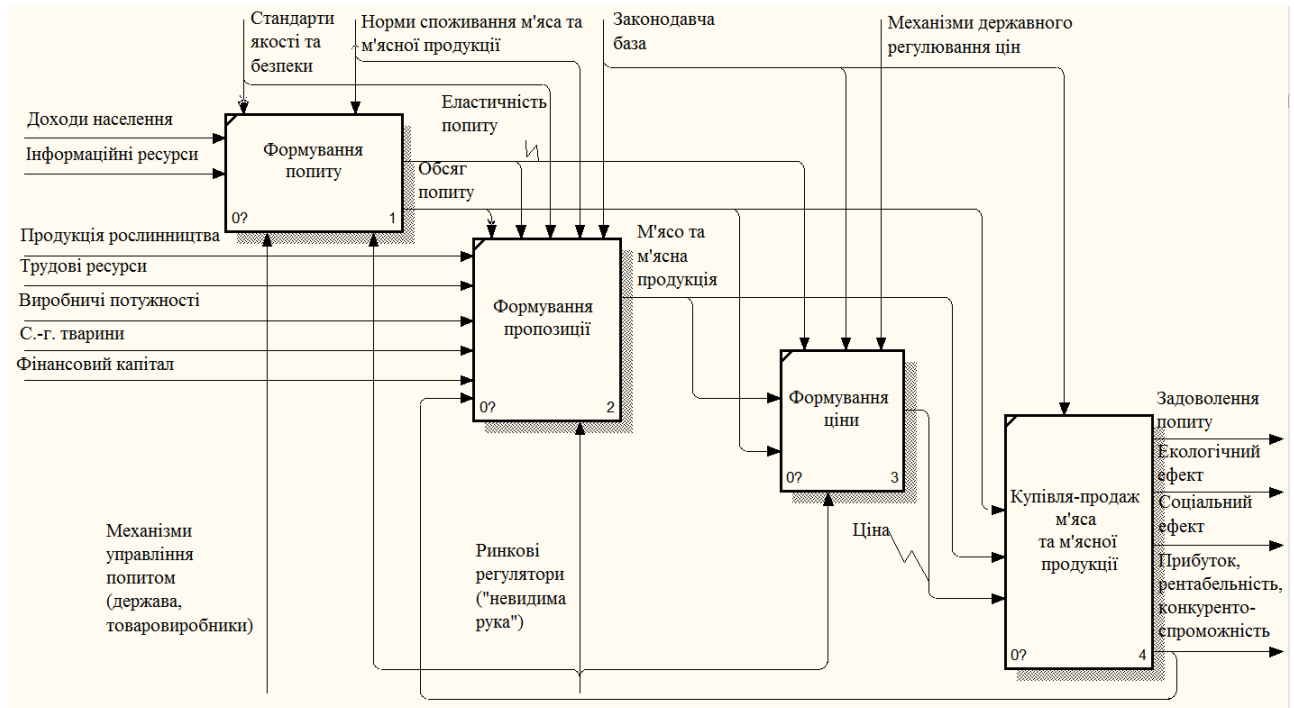 Стандарти
якості та
безпеки
Норми споживання м'яса та
м'ясної продукції
Законодавча
база
Механізми державного
регулювання цін
Доходи населення
Інформаційні ресурси
Формування
попиту
0? 1
Еластичність
попиту
Обсяг
попиту
Продукція рослинництва
Трудові ресурси
Виробничі потужності
С.-г. тварини
Фінансовий капітал
Формування
пропозиції
0? 2
М'ясо та
м'ясна
продукція
Формування
ціни
0? 3
Купівля-продаж
м'яса
та м'ясної
продукції
0? 4
Задоволення
попиту
Екологічний
ефект
Соціальний
ефект
Прибуток,
рентабельність,
конкуренто-
спроможність
Ціна
Механізми
управління
попитом
(держава,
товаровиробники)
Ринкові
регулятори
("невидима
рука")